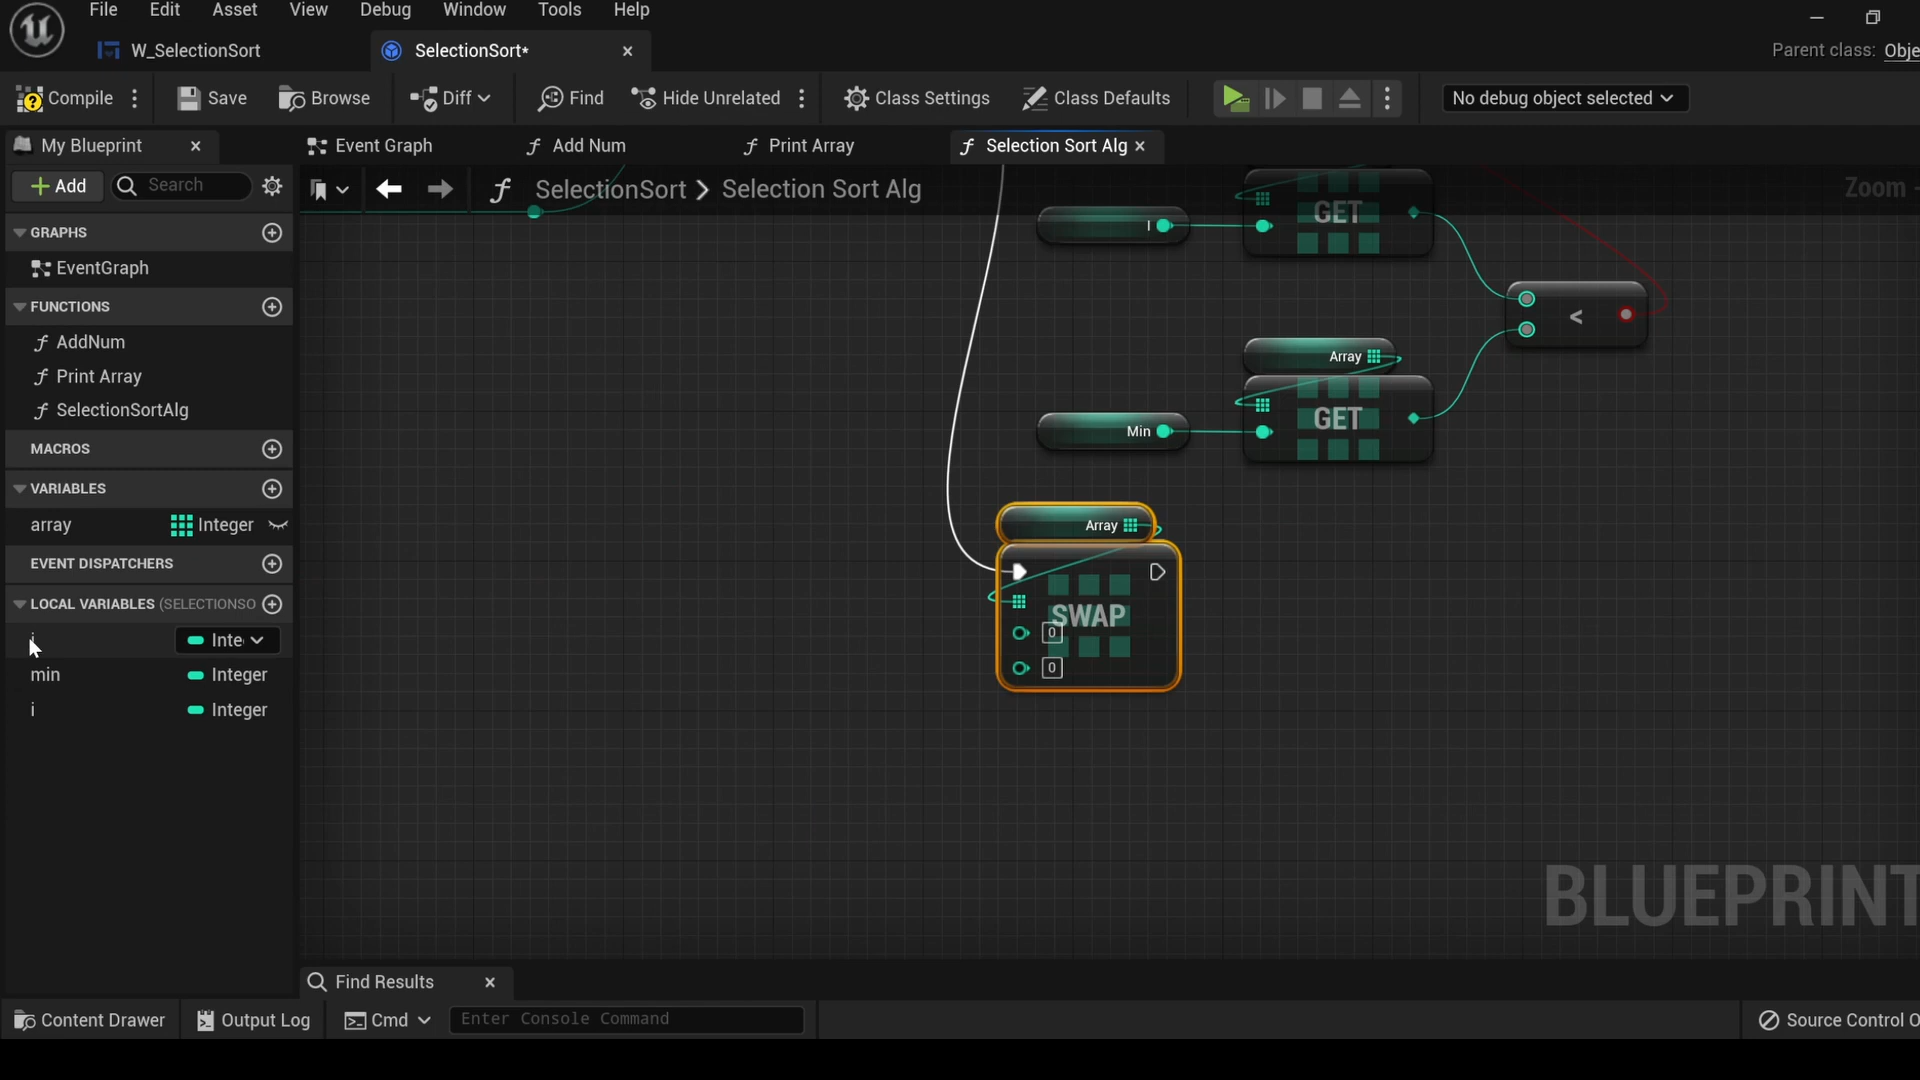 File Edit Asset View Debug Window Tools Help
W_SelectionSort SelectionSort* Parent class: Obje
Compile Save Browse Diff Find Hide Unrelated Class Settings Class Defaults No debug object selected
My Blueprint Event Graph Add Num Print Array Selection Sort Alg
Add Search SelectionSort > Selection Sort Alg Zoom -
GRAPHS
EventGraph
FUNCTIONS
AddNum
Print Array
SelectionSortAlg
MACROS
VARIABLES
array Integer
EVENT DISPATCHERS
LOCAL VARIABLES (SELECTIONSO
Inte
min Integer
i Integer
I GET
<
Array
Min GET
Array
SWAP
0
0
BLUEPRINT
Find Results
Content Drawer Output Log Cmd Enter Console Command Source Control O